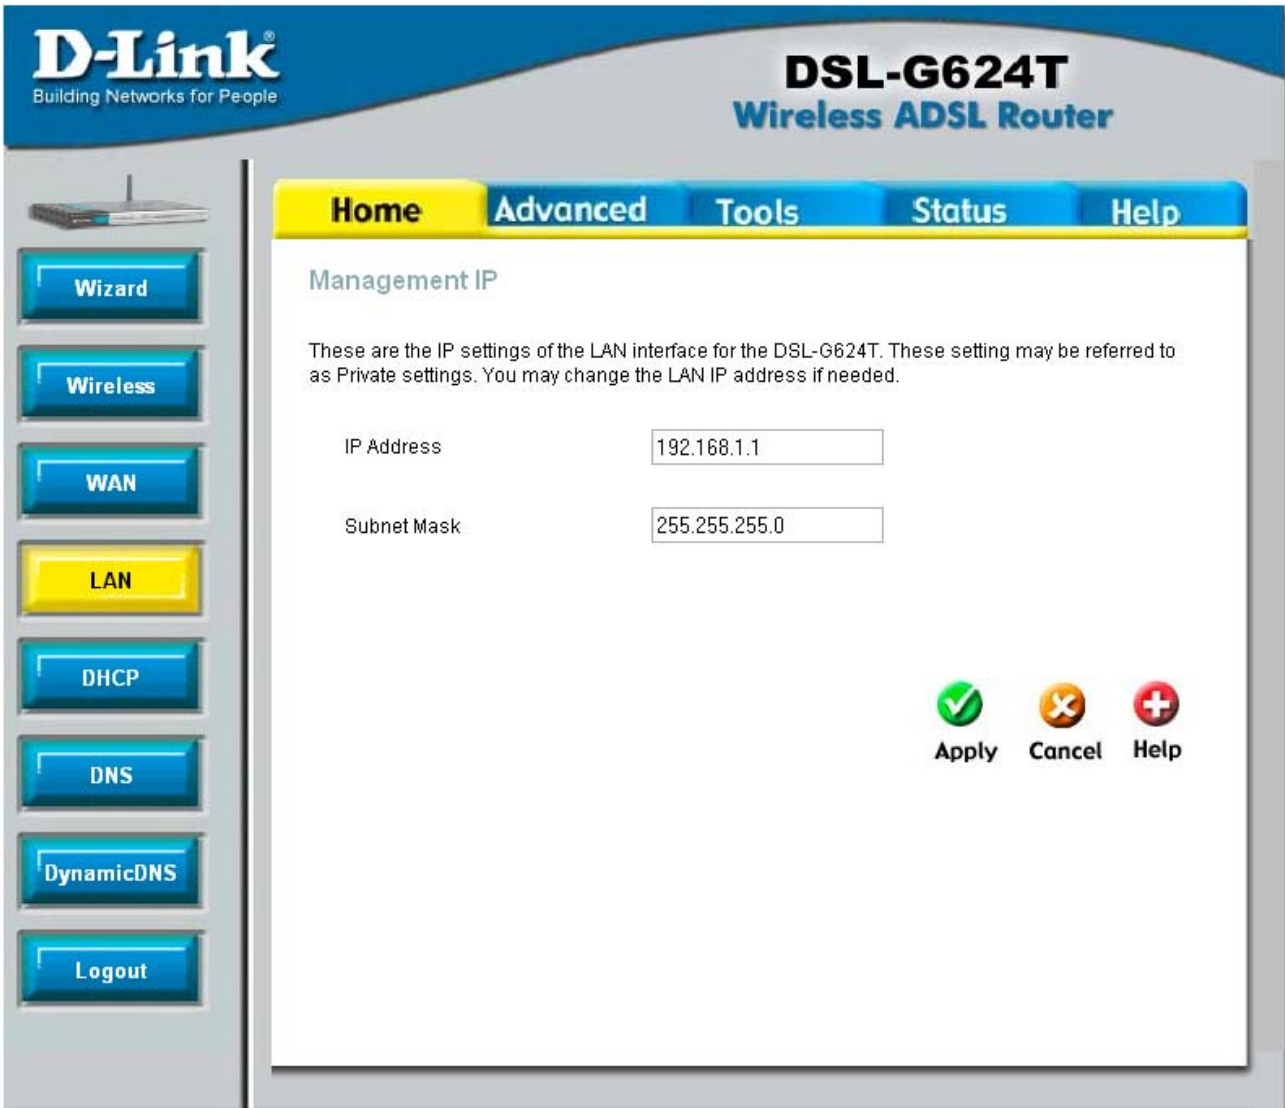 D-Link®
Building Networks for People
DSL-G624T
Wireless ADSL Router
Home
Advanced
Tools
Status
Help
Wizard
Wireless
WAN
LAN
DHCP
DNS
DynamicDNS
Logout
Management IP
These are the IP settings of the LAN interface for the DSL-G624T. These setting may be referred to
as Private settings. You may change the LAN IP address if needed.
IP Address
192.168.1.1
Subnet Mask
255.255.255.0
Apply
Cancel
Help